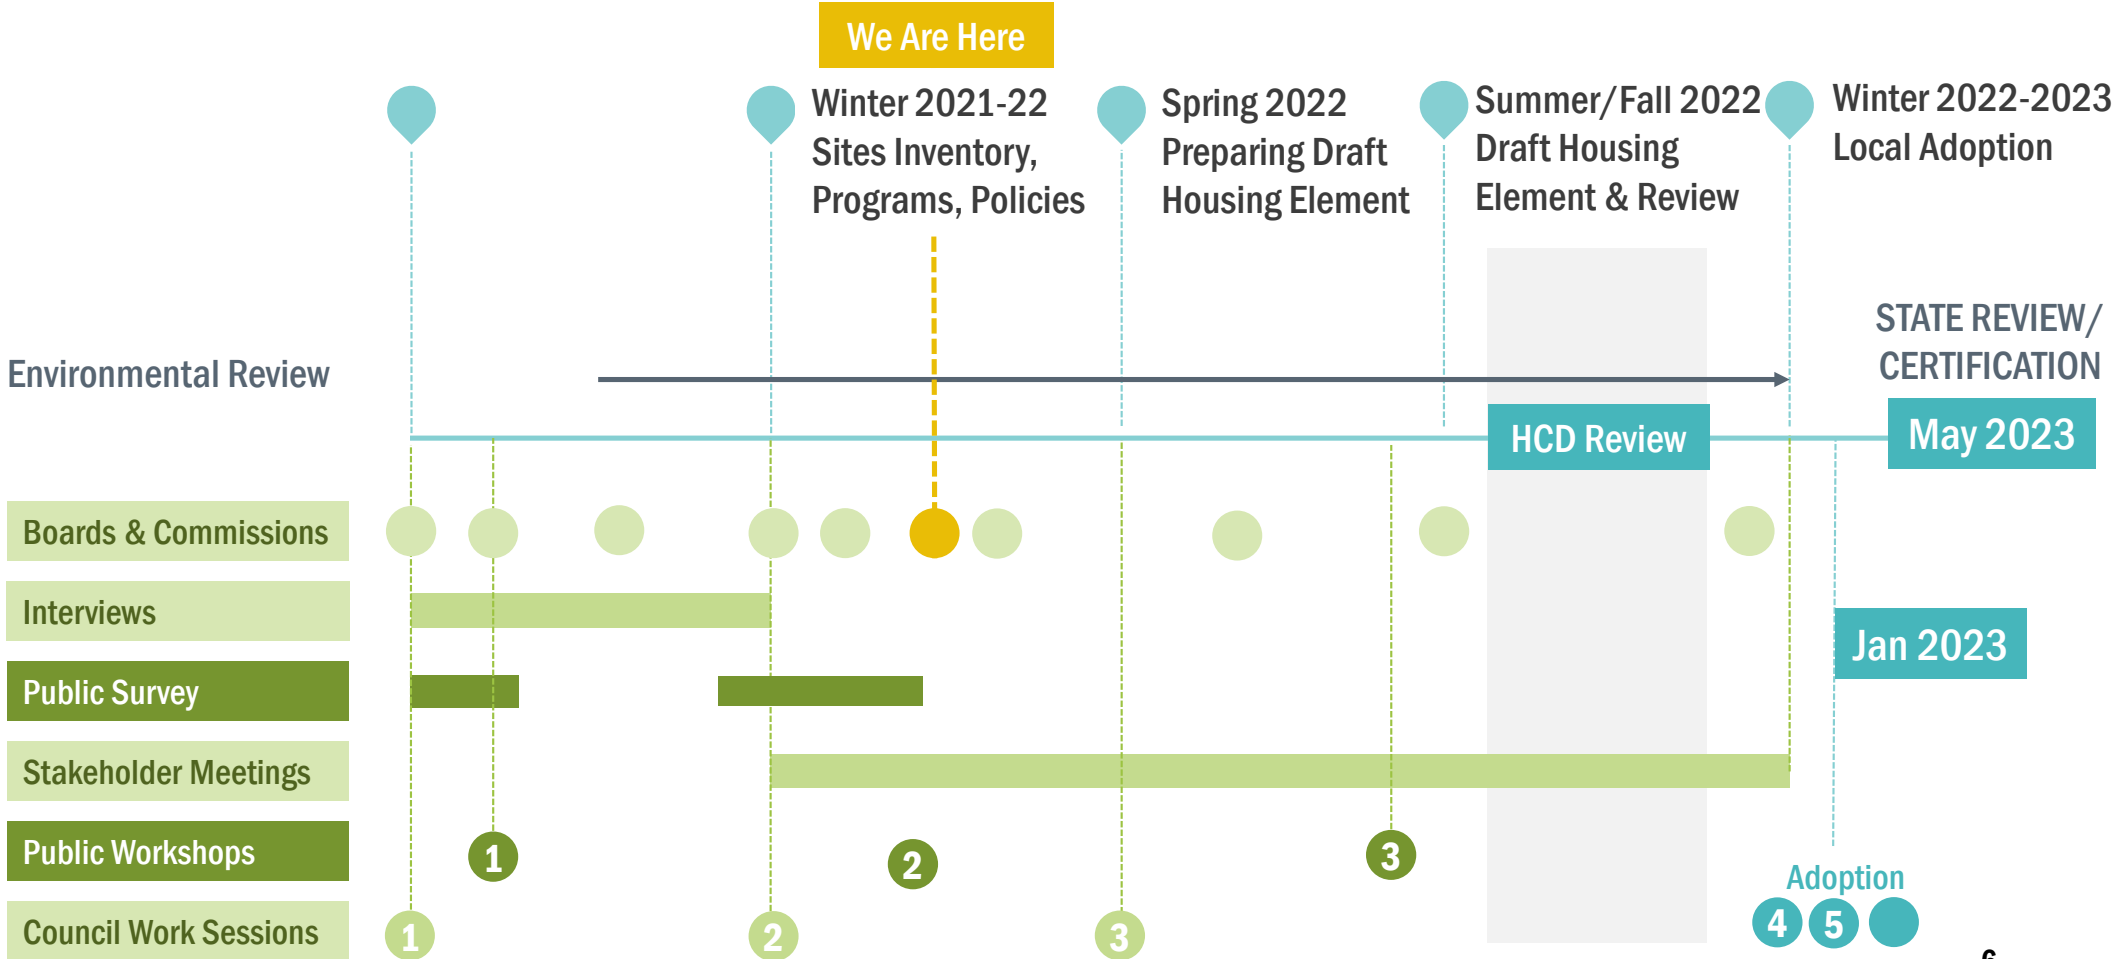 We Are Here
Winter 2021-22
Sites Inventory,
Programs, Policies
Spring 2022
Preparing Draft
Housing Element
Summer/Fall 2022
Draft Housing
Element & Review
Winter 2022-2023
Local Adoption
STATE REVIEW/
CERTIFICATION
Environmental Review
HCD Review
May 2023
Boards & Commissions
Interviews
Jan 2023
Public Survey
Stakeholder Meetings
Public Workshops
1
2
3
Adoption
Council Work Sessions
1
2
3
4
5
6